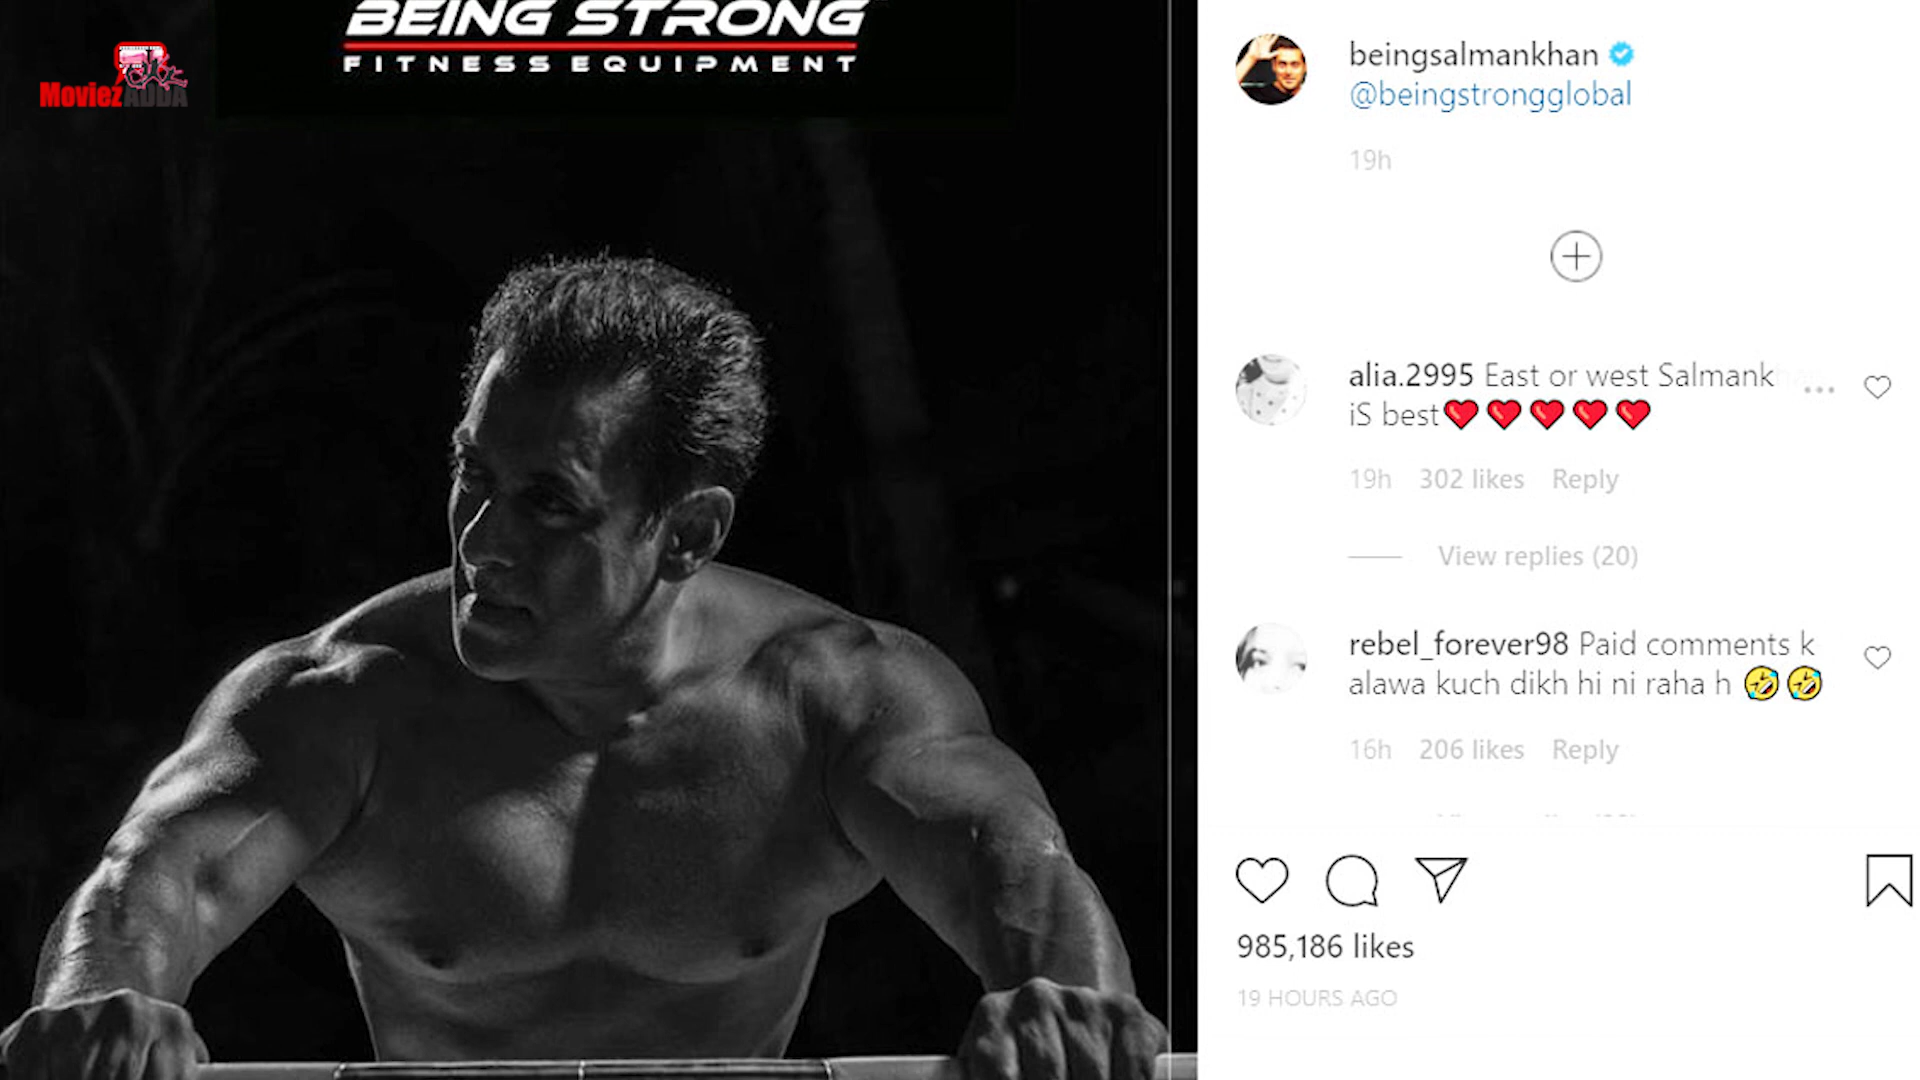 BEING STRONG
FITNESS EQUIPMENT
MoviezADDA
beingsalmankhan
@beingstrongglobal
19h
alia.2995 East or west Salmank
iS best❤️❤️❤️❤️❤️
19h 302 likes Reply
View replies (20)
rebel_forever98 Paid comments k
alawa kuch dikh hi ni raha h 🤣🤣
16h 206 likes Reply
985,186 likes
19 HOURS AGO